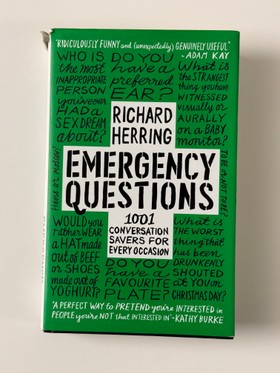 'RIDICULOUSLY FUNNY and (unexpectedly) GENUINELY USEFUL'
- ADAM KAY
WHO IS
the most
INAPPROPRIATE
PERSON
you've ever
HAD a
SEX DREAM
about?
DO YOU
have a
preferred
EAR?
What is
the STRANGEST
thing you have
WITNESSED
visually or
AURALLY
on a BABY
monitor?
RICHARD
HERRING
EMERGENCY
QUESTIONS
1001
CONVERSATION
SAVERS FOR
EVERY OCCASION
WOULD
you RATHER
WEAR
a HAT made
out of BEEF
or SHOES
made out of
YOGHURT?
DO YOU
have a
FAVOURITE
PLATE?
What is
THE WORST
thing that
has been
DRUNKENLY
SHOUTED
at YOU on
CHRISTMAS DAY?
'A PERFECT WAY to PRETEND you're INTERESTED in
PEOPLE you're NOT that INTERESTED IN' - KATHY BURKE